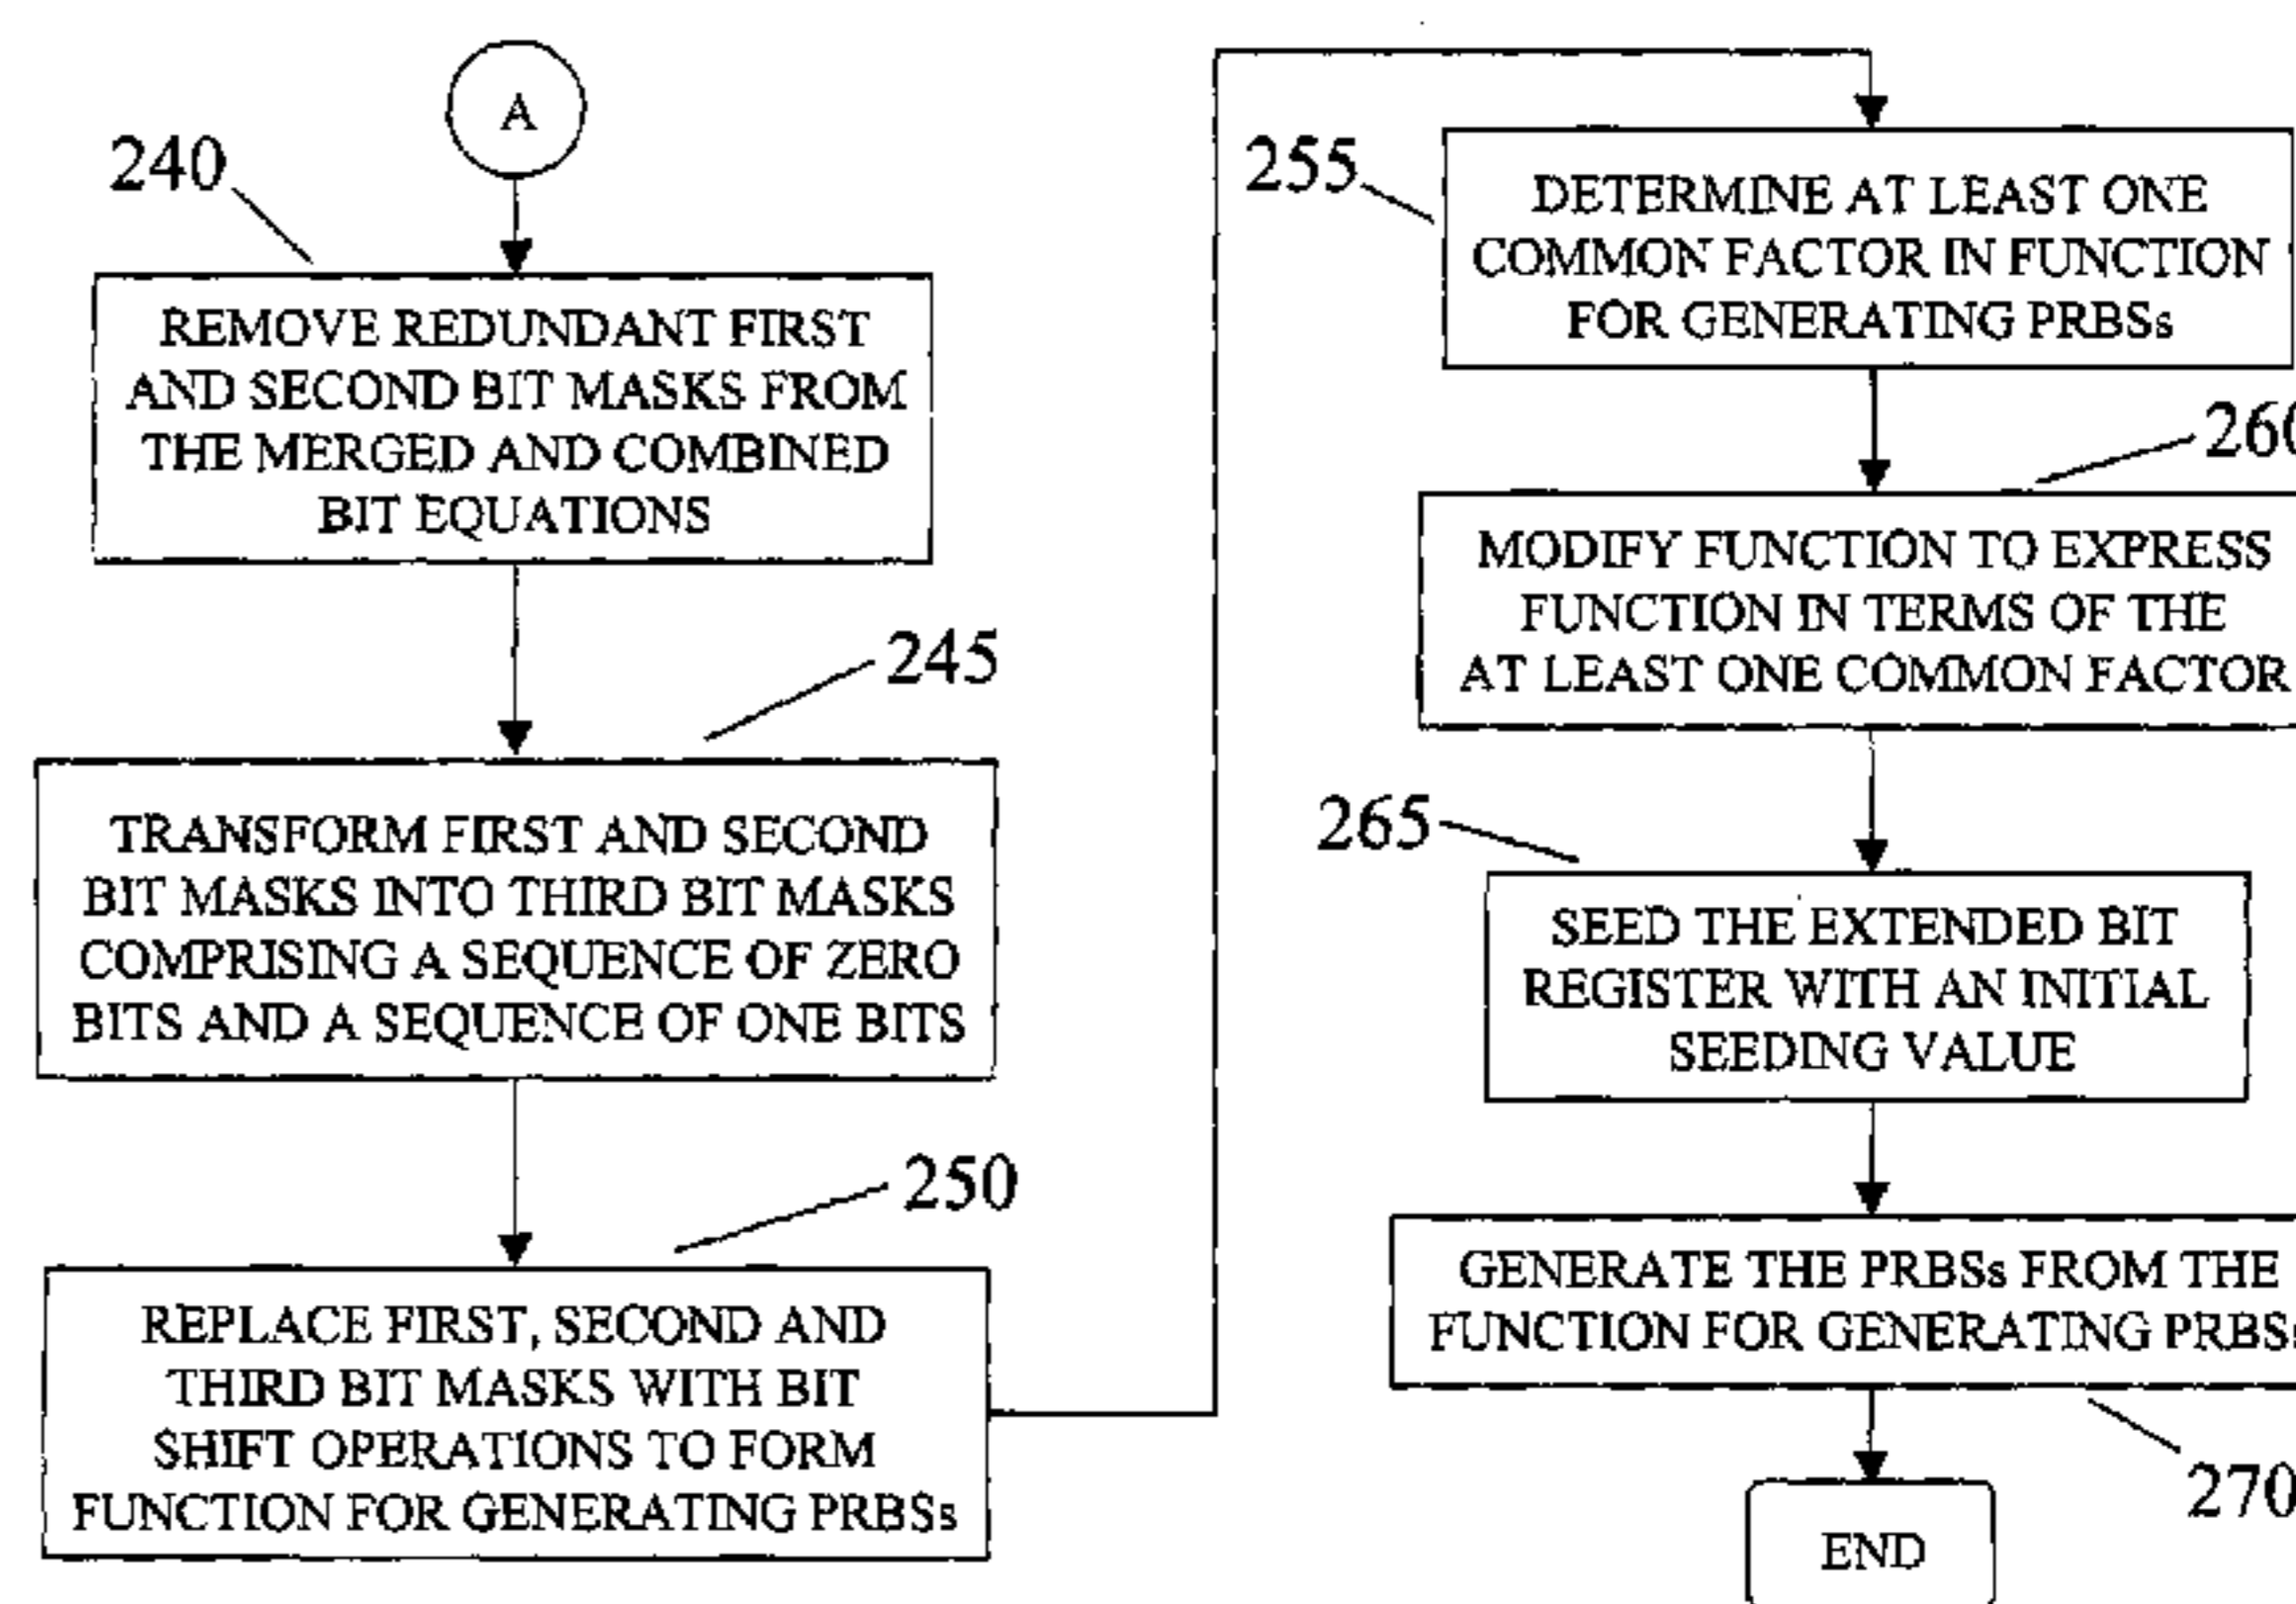 A
240
REMOVE REDUNDANT FIRST
AND SECOND BIT MASKS FROM
THE MERGED AND COMBINED
BIT EQUATIONS
245
TRANSFORM FIRST AND SECOND
BIT MASKS INTO THIRD BIT MASKS
COMPRISING A SEQUENCE OF ZERO
BITS AND A SEQUENCE OF ONE BITS
250
REPLACE FIRST, SECOND AND
THIRD BIT MASKS WITH BIT
SHIFT OPERATIONS TO FORM
FUNCTION FOR GENERATING PRBSs
255
DETERMINE AT LEAST ONE
COMMON FACTOR IN FUNCTION
FOR GENERATING PRBSs
260
MODIFY FUNCTION TO EXPRESS
FUNCTION IN TERMS OF THE
AT LEAST ONE COMMON FACTOR
265
SEED THE EXTENDED BIT
REGISTER WITH AN INITIAL
SEEDING VALUE
GENERATE THE PRBSs FROM THE
FUNCTION FOR GENERATING PRBSs
270
END